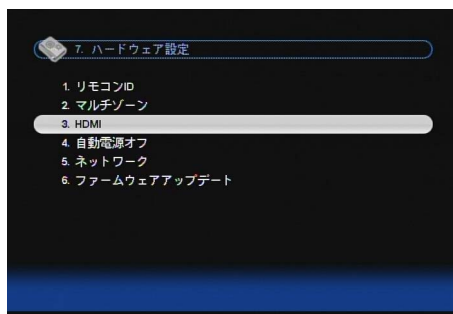 7. ハードウェア設定
1. リモコンID
2. マルチゾーン
3. HDMI
4. 自動電源オフ
5. ネットワーク
6. ファームウェアアップデート